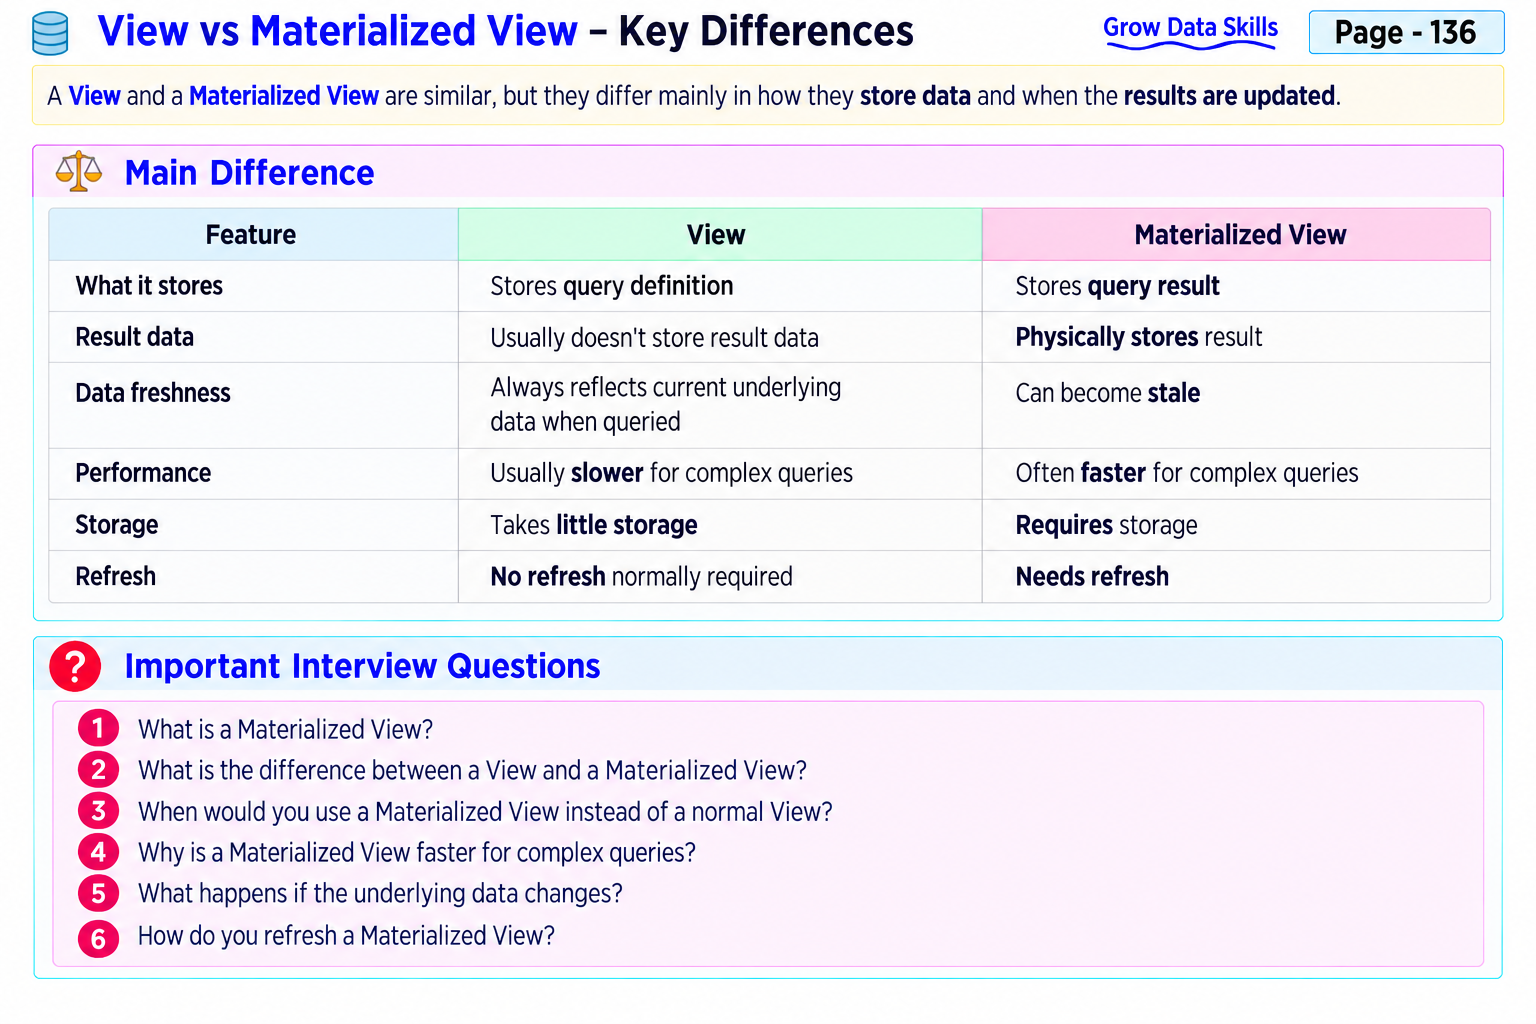 View vs Materialized View – Key Differences
Grow Data Skills
Page - 136
A View and a Materialized View are similar, but they differ mainly in how they store data and when the results are updated.
Main Difference
Feature View Materialized View
What it stores Stores query definition Stores query result
Result data Usually doesn't store result data Physically stores result
Data freshness Always reflects current underlying Can become stale
data when queried
Performance Usually slower for complex queries Often faster for complex queries
Storage Takes little storage Requires storage
Refresh No refresh normally required Needs refresh
? Important Interview Questions
1 What is a Materialized View?
2 What is the difference between a View and a Materialized View?
3 When would you use a Materialized View instead of a normal View?
4 Why is a Materialized View faster for complex queries?
5 What happens if the underlying data changes?
6 How do you refresh a Materialized View?